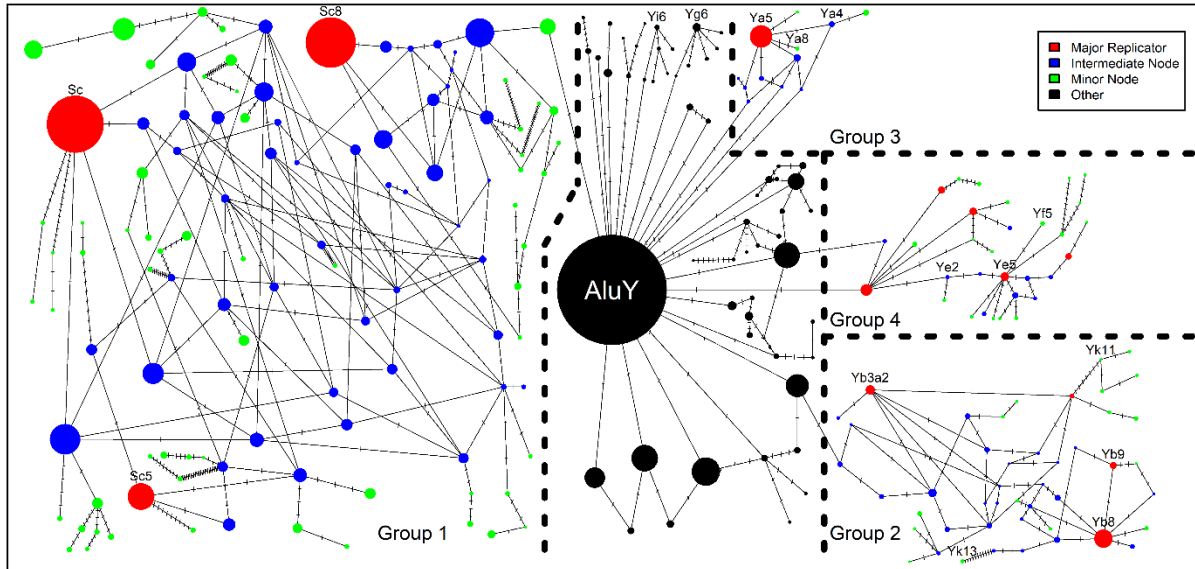 Sc8
Yi6
Yg6
Ya5
Ya4
Ya8
Major Replicator
Intermediate Node
Minor Node
Other
Sc
Group 3
AluY
Yf5
Ye2
Ye5
Group 4
Yk11
Yb3a2
Yb9
Sc5
Group 1
Group 2
Yb8
Yk13